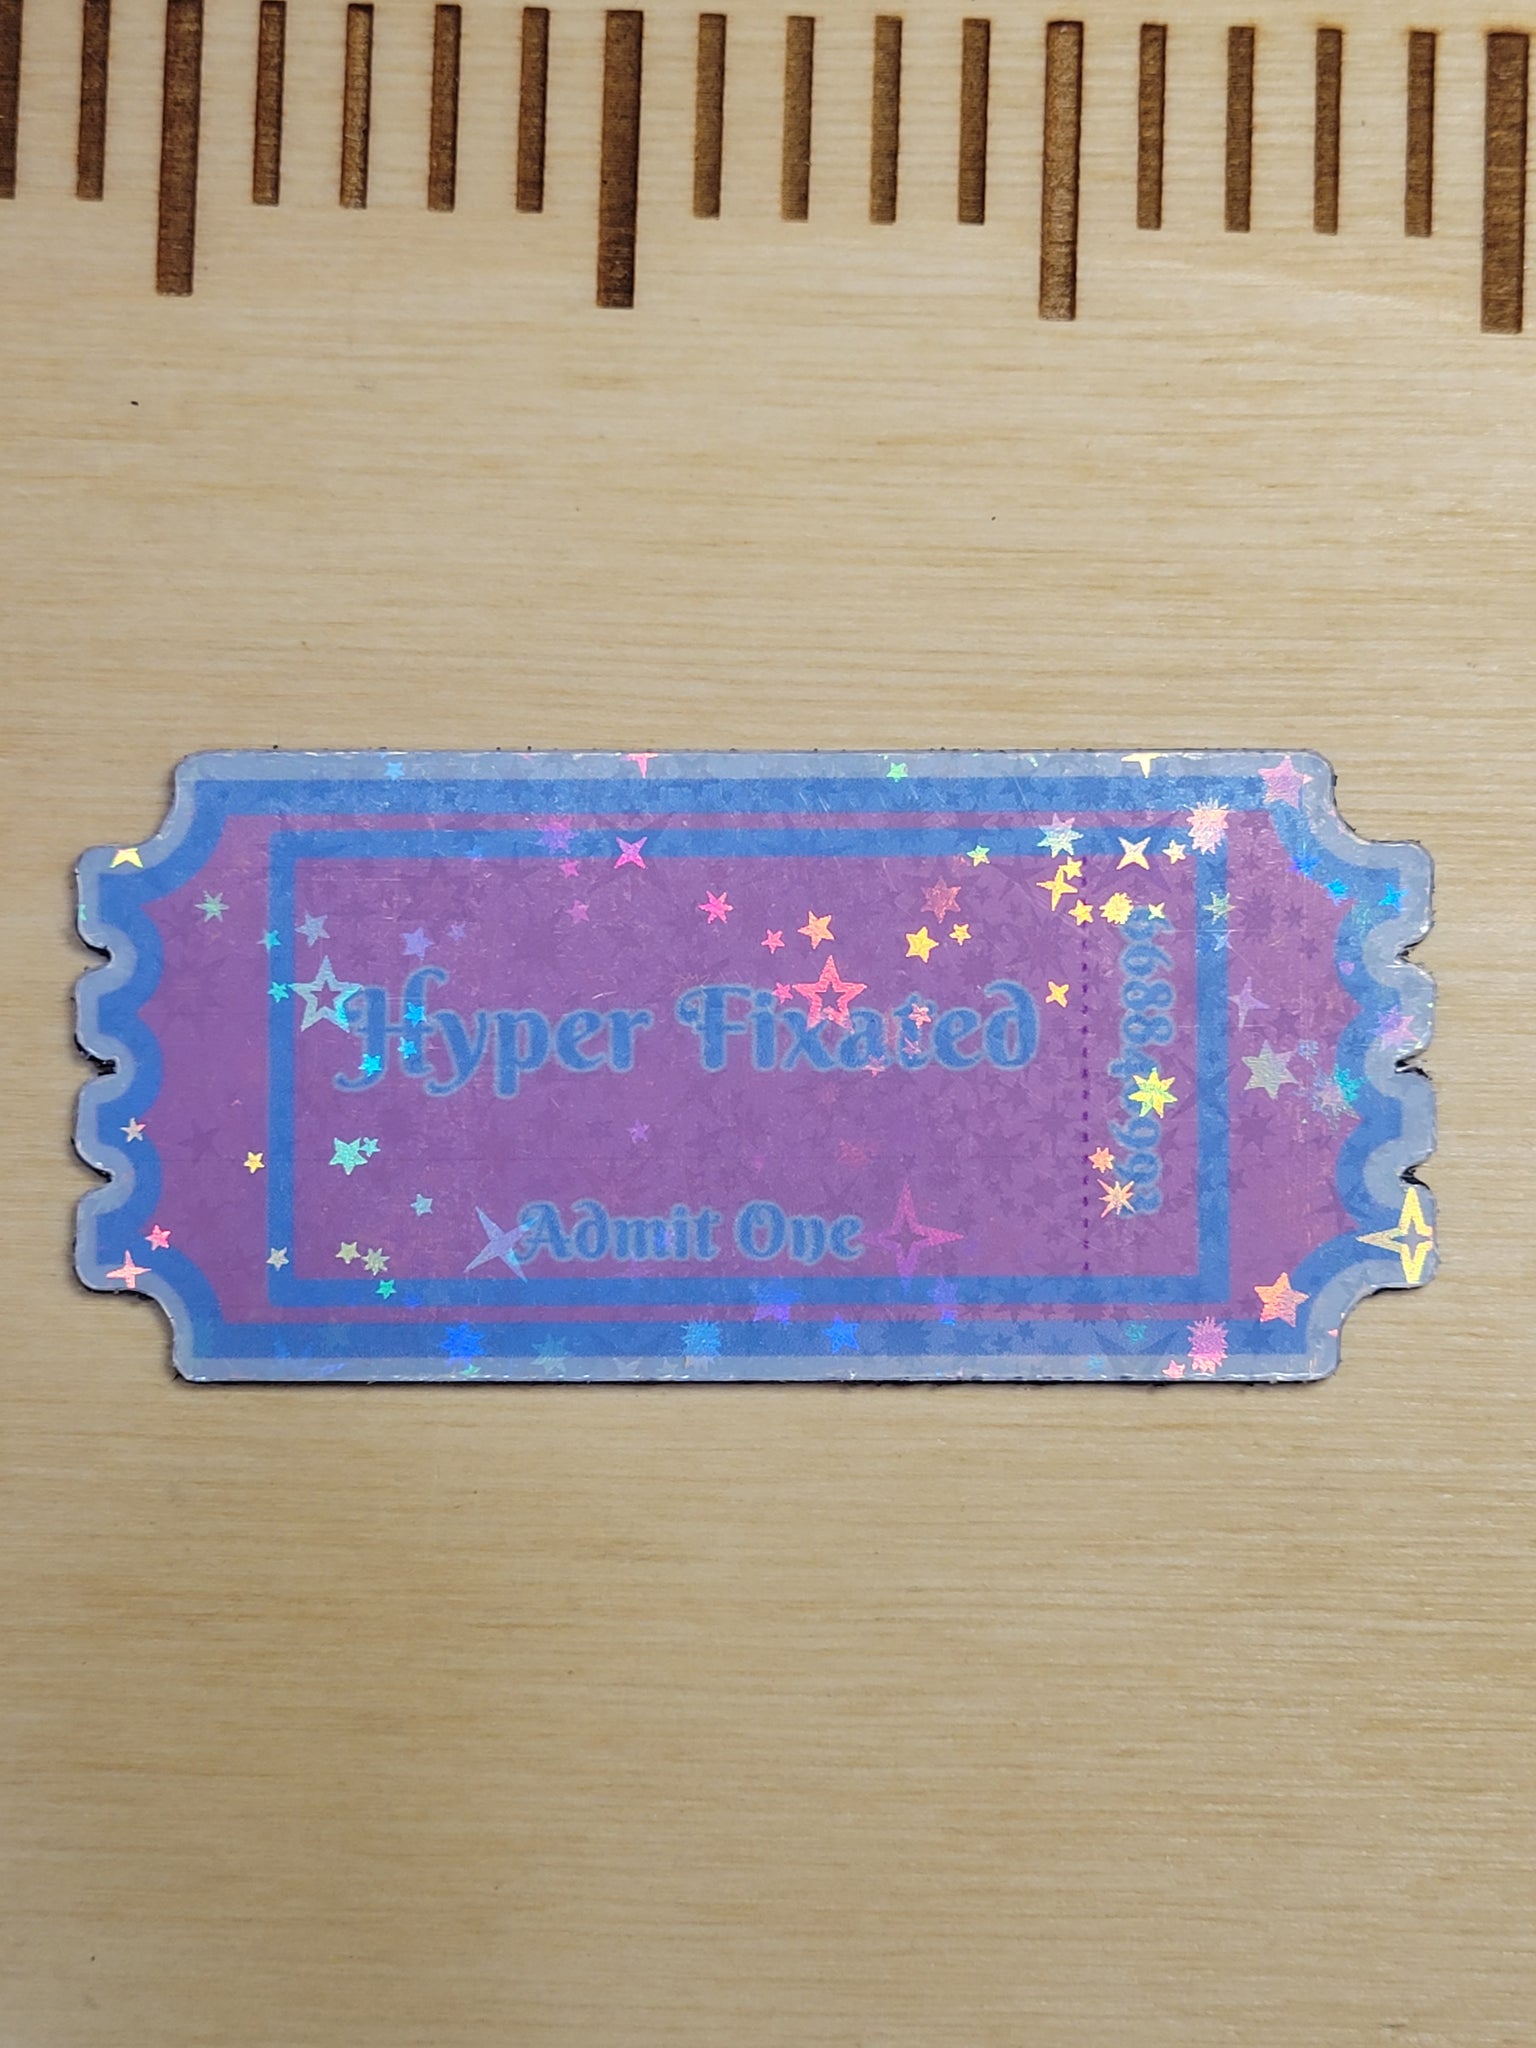 Hyper Fixated
Admit One